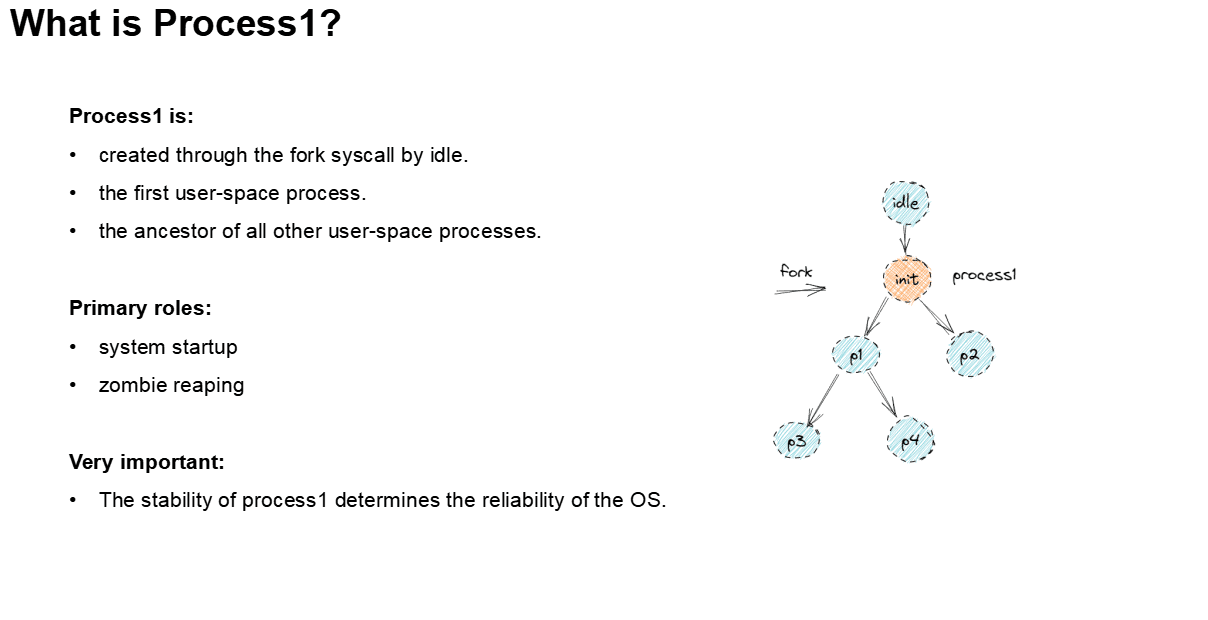 What is Process1?
Process1 is:
• created through the fork syscall by idle.
• the first user-space process.
• the ancestor of all other user-space processes.
Primary roles:
• system startup
• zombie reaping
Very important:
• The stability of process1 determines the reliability of the OS.
idle
fork
init
process1
p1
p2
p3
p4